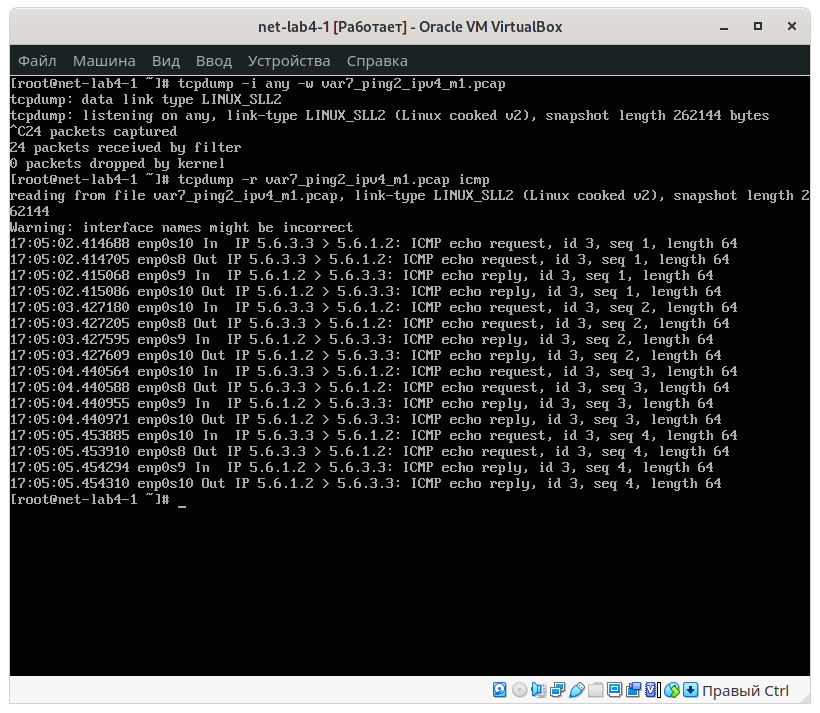 net-lab4-1 [Работает] - Oracle VM VirtualBox
Файл Машина Вид Ввод Устройства Справка
[root@net-lab4-1 ~]# tcpdump -i any -w var7_ping2_ipv4_m1.pcap
tcpdump: data link type LINUX_SLL2
tcpdump: listening on any, link-type LINUX_SLL2 (Linux cooked v2), snapshot length 262144 bytes
^C24 packets captured
24 packets received by filter
0 packets dropped by kernel
[root@net-lab4-1 ~]# tcpdump -r var7_ping2_ipv4_m1.pcap icmp
reading from file var7_ping2_ipv4_m1.pcap, link-type LINUX_SLL2 (Linux cooked v2), snapshot length 2
62144
Warning: interface names might be incorrect
17:05:02.414688 enp0s10 In  IP 5.6.3.3 > 5.6.1.2: ICMP echo request, id 3, seq 1, length 64
17:05:02.414705 enp0s8 Out IP 5.6.3.3 > 5.6.1.2: ICMP echo request, id 3, seq 1, length 64
17:05:02.415068 enp0s9 In  IP 5.6.1.2 > 5.6.3.3: ICMP echo reply, id 3, seq 1, length 64
17:05:02.415086 enp0s10 Out IP 5.6.1.2 > 5.6.3.3: ICMP echo reply, id 3, seq 1, length 64
17:05:03.427180 enp0s10 In  IP 5.6.3.3 > 5.6.1.2: ICMP echo request, id 3, seq 2, length 64
17:05:03.427205 enp0s8 Out IP 5.6.3.3 > 5.6.1.2: ICMP echo request, id 3, seq 2, length 64
17:05:03.427595 enp0s9 In  IP 5.6.1.2 > 5.6.3.3: ICMP echo reply, id 3, seq 2, length 64
17:05:03.427609 enp0s10 Out IP 5.6.1.2 > 5.6.3.3: ICMP echo reply, id 3, seq 2, length 64
17:05:04.440564 enp0s10 In  IP 5.6.3.3 > 5.6.1.2: ICMP echo request, id 3, seq 3, length 64
17:05:04.440588 enp0s8 Out IP 5.6.3.3 > 5.6.1.2: ICMP echo request, id 3, seq 3, length 64
17:05:04.440955 enp0s9 In  IP 5.6.1.2 > 5.6.3.3: ICMP echo reply, id 3, seq 3, length 64
17:05:04.440971 enp0s10 Out IP 5.6.1.2 > 5.6.3.3: ICMP echo reply, id 3, seq 3, length 64
17:05:05.453885 enp0s10 In  IP 5.6.3.3 > 5.6.1.2: ICMP echo request, id 3, seq 4, length 64
17:05:05.453910 enp0s8 Out IP 5.6.3.3 > 5.6.1.2: ICMP echo request, id 3, seq 4, length 64
17:05:05.454294 enp0s9 In  IP 5.6.1.2 > 5.6.3.3: ICMP echo reply, id 3, seq 4, length 64
17:05:05.454310 enp0s10 Out IP 5.6.1.2 > 5.6.3.3: ICMP echo reply, id 3, seq 4, length 64
[root@net-lab4-1 ~]# _
Правый Ctrl